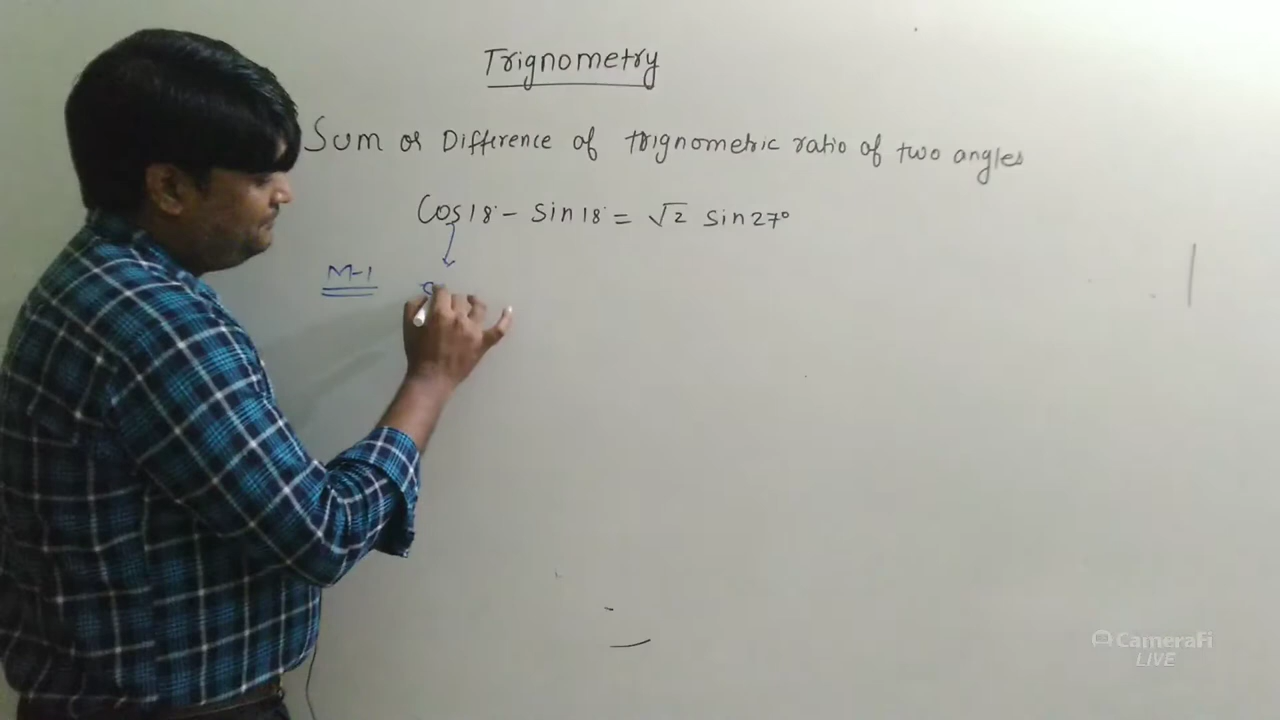 Trignometry
Sum or Difference of trignometric ratio of two angles
Cos18° - Sin18° = √2 Sin27°
M-1
CameraFi
LIVE